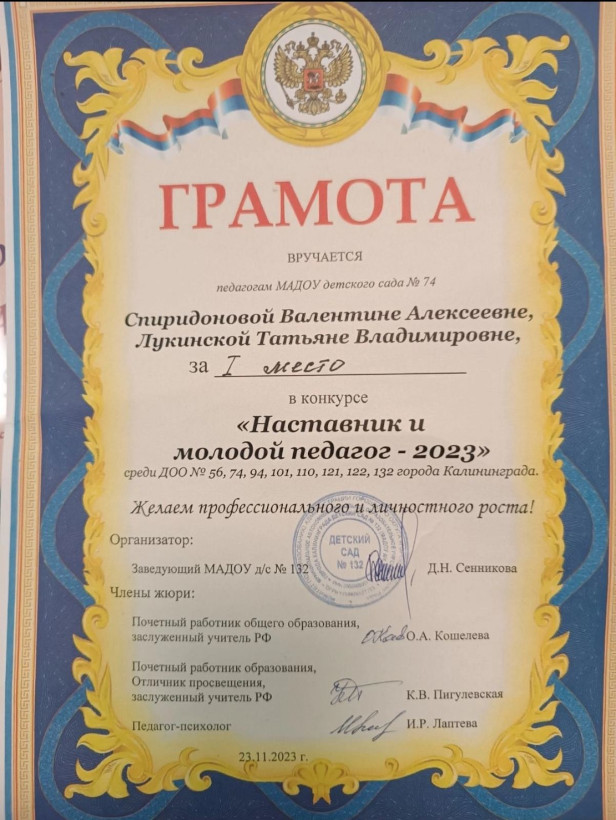 ГРАМОТА
ВРУЧАЕТСЯ
педагогам МАДОУ детского сада № 74
Спиридоновой Валентине Алексеевне,
Лукинской Татьяне Владимировне,
за I место
в конкурсе
«Наставник и
молодой педагог - 2023»
среди ДОО № 56, 74, 94, 101, 110, 121, 122, 132 города Калининграда.
Желаем профессионального и личностного роста!
Организатор:
ДЕТСКИЙ
САД
№ 132
Заведующий МАДОУ д/с № 132 Д.Н. Сенникова
Члены жюри:
Почетный работник общего образования,
заслуженный учитель РФ О.А. Кошелева
Почетный работник образования,
Отличник просвещения,
заслуженный учитель РФ К.В. Пигулевская
Педагог-психолог И.Р. Лаптева
23.11.2023 г.